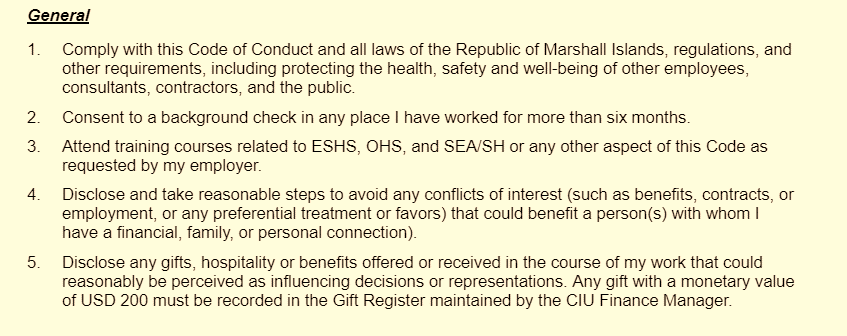 General
1. Comply with this Code of Conduct and all laws of the Republic of Marshall Islands, regulations, and
other requirements, including protecting the health, safety and well-being of other employees,
consultants, contractors, and the public.
2. Consent to a background check in any place I have worked for more than six months.
3. Attend training courses related to ESHS, OHS, and SEA/SH or any other aspect of this Code as
requested by my employer.
4. Disclose and take reasonable steps to avoid any conflicts of interest (such as benefits, contracts, or
employment, or any preferential treatment or favors) that could benefit a person(s) with whom I
have a financial, family, or personal connection).
5. Disclose any gifts, hospitality or benefits offered or received in the course of my work that could
reasonably be perceived as influencing decisions or representations. Any gift with a monetary value
of USD 200 must be recorded in the Gift Register maintained by the CIU Finance Manager.